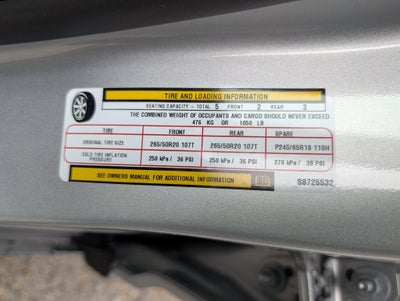 TIRE AND LOADING INFORMATION
SEATING CAPACITY - TOTAL 5 FRONT 2 REAR 3
THE COMBINED WEIGHT OF OCCUPANTS AND CARGO SHOULD NEVER EXCEED
476 KG OR 1050 LB
TIRE FRONT REAR SPARE
ORIGINAL TIRE SIZE 265/50R20 107T 265/50R20 107T P245/65R18 110H
COLD TIRE INFLATION PRESSURE 250 kPa / 36 PSI 250 kPa / 36 PSI 270 kPa / 39 PSI
SEE OWNERS MANUAL FOR ADDITIONAL INFORMATION
S8725532